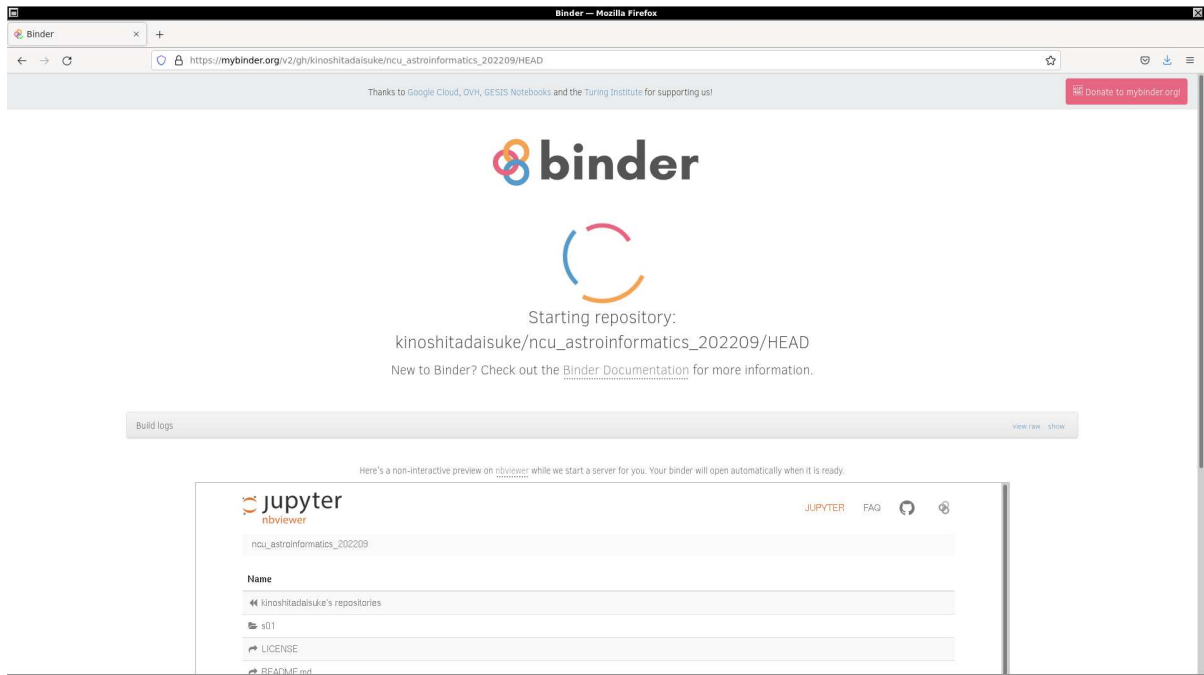 Binder — Mozilla Firefox
Binder
https://mybinder.org/v2/gh/kinoshitadaisuke/ncu_astroinformatics_202209/HEAD
Thanks to Google Cloud, OVH, GESIS Notebooks and the Turing Institute for supporting us!
Donate to mybinder.org!
binder
Starting repository:
kinoshitadaisuke/ncu_astroinformatics_202209/HEAD
New to Binder? Check out the Binder Documentation for more information.
Build logs
view raw show
Here's a non-interactive preview on nbviewer while we start a server for you. Your binder will open automatically when it is ready.
jupyter
nbviewer
JUPYTER FAQ
ncu_astroinformatics_202209
Name
kinoshitadaisuke's repositories
s01
LICENSE
README.md